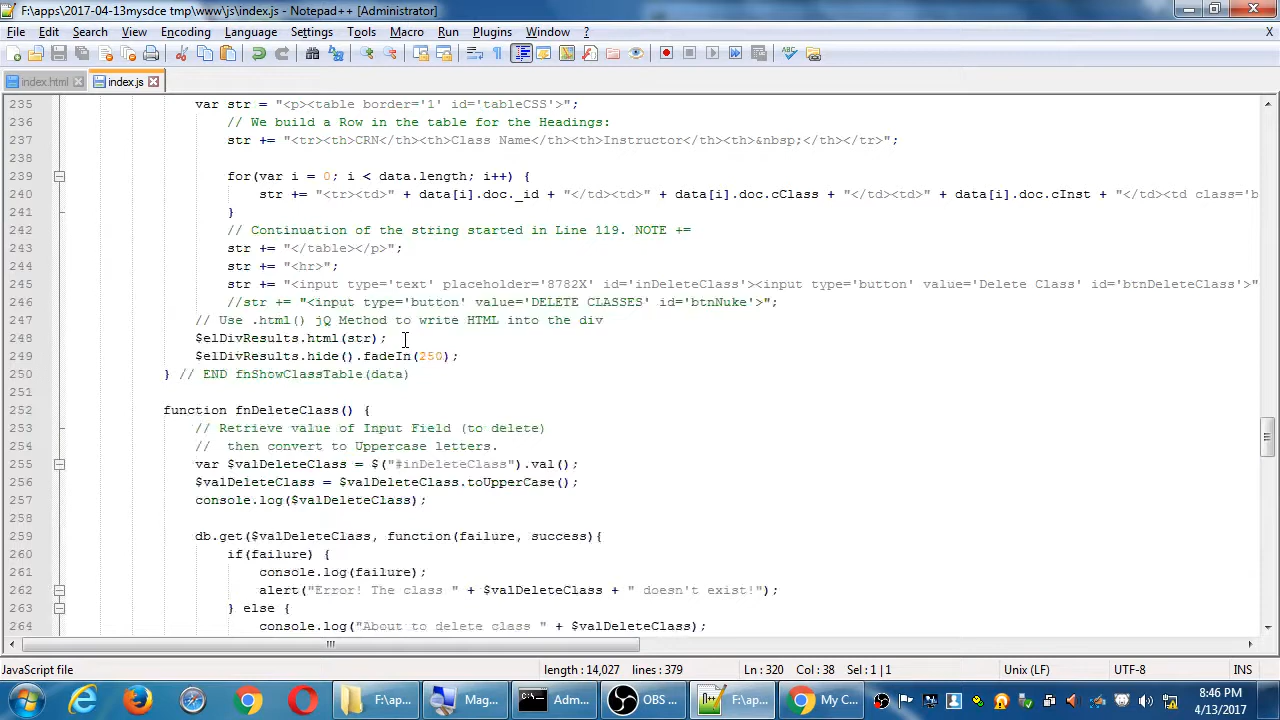 F:\apps\2017-04-13mysdce tmp\www\js\index.js - Notepad++ [Administrator]
File Edit Search View Encoding Language Settings Tools Macro Run Plugins Window ? X
index.html index.js
235 var str = "<p><table border='1' id='tableCSS'>";
236 // We build a Row in the table for the Headings:
237 str += "<tr><th>CRN</th><th>Class Name</th><th>Instructor</th><th>&nbsp;</th></tr>";
238
239 for(var i = 0; i < data.length; i++) {
240 str += "<tr><td>" + data[i].doc._id + "</td><td>" + data[i].doc.cClass + "</td><td>" + data[i].doc.cInst + "</td><td class='b
241 }
242 // Continuation of the string started in Line 119. NOTE +=
243 str += "</table></p>";
244 str += "<hr>";
245 str += "<input type='text' placeholder='8782X' id='inDeleteClass'><input type='button' value='Delete Class' id='btnDeleteClass'>"
246 //str += "<input type='button' value='DELETE CLASSES' id='btnNuke'>";
247 // Use .html() jQ Method to write HTML into the div
248 $elDivResults.html(str);
249 $elDivResults.hide().fadeIn(250);
250 } // END fnShowClassTable(data)
251
252 function fnDeleteClass() {
253 // Retrieve value of Input Field (to delete)
254 // then convert to Uppercase letters.
255 var $valDeleteClass = $("#inDeleteClass").val();
256 $valDeleteClass = $valDeleteClass.toUpperCase();
257 console.log($valDeleteClass);
258
259 db.get($valDeleteClass, function(failure, success){
260 if(failure) {
261 console.log(failure);
262 alert("Error! The class " + $valDeleteClass + " doesn't exist!");
263 } else {
264 console.log("About to delete class " + $valDeleteClass);
JavaScript file length : 14,027 lines : 379 Ln : 320 Col : 38 Sel : 1 | 1 Unix (LF) UTF-8 INS
F:\ap... Mag... Adm... OBS ... F:\ap... My C... 8:46 PM
4/13/2017